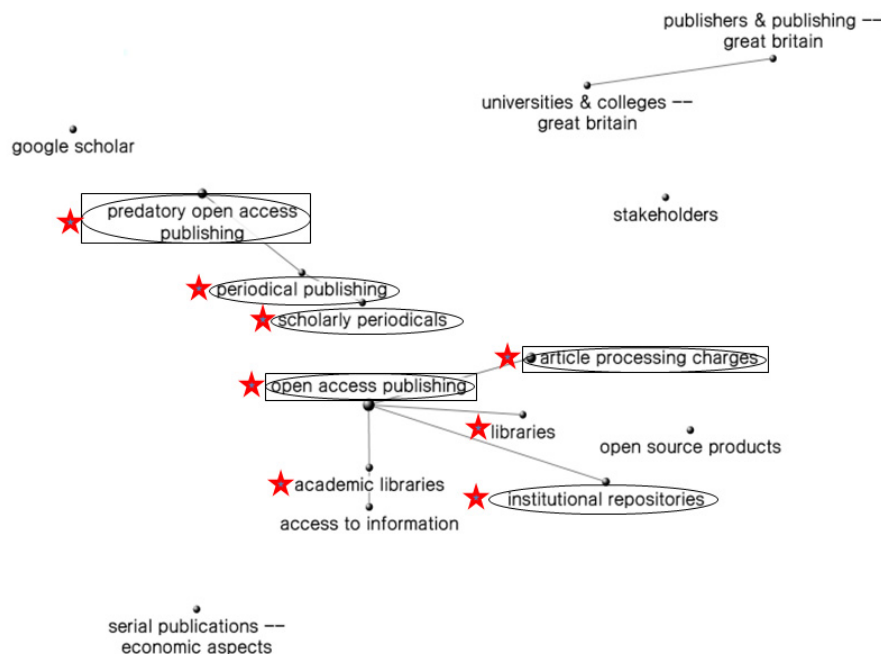 publishers & publishing --
great britain
universities & colleges --
great britain
google scholar
stakeholders
predatory open access
publishing
periodical publishing
scholarly periodicals
article processing charges
open access publishing
libraries
open source products
academic libraries
institutional repositories
access to information
serial publications --
economic aspects